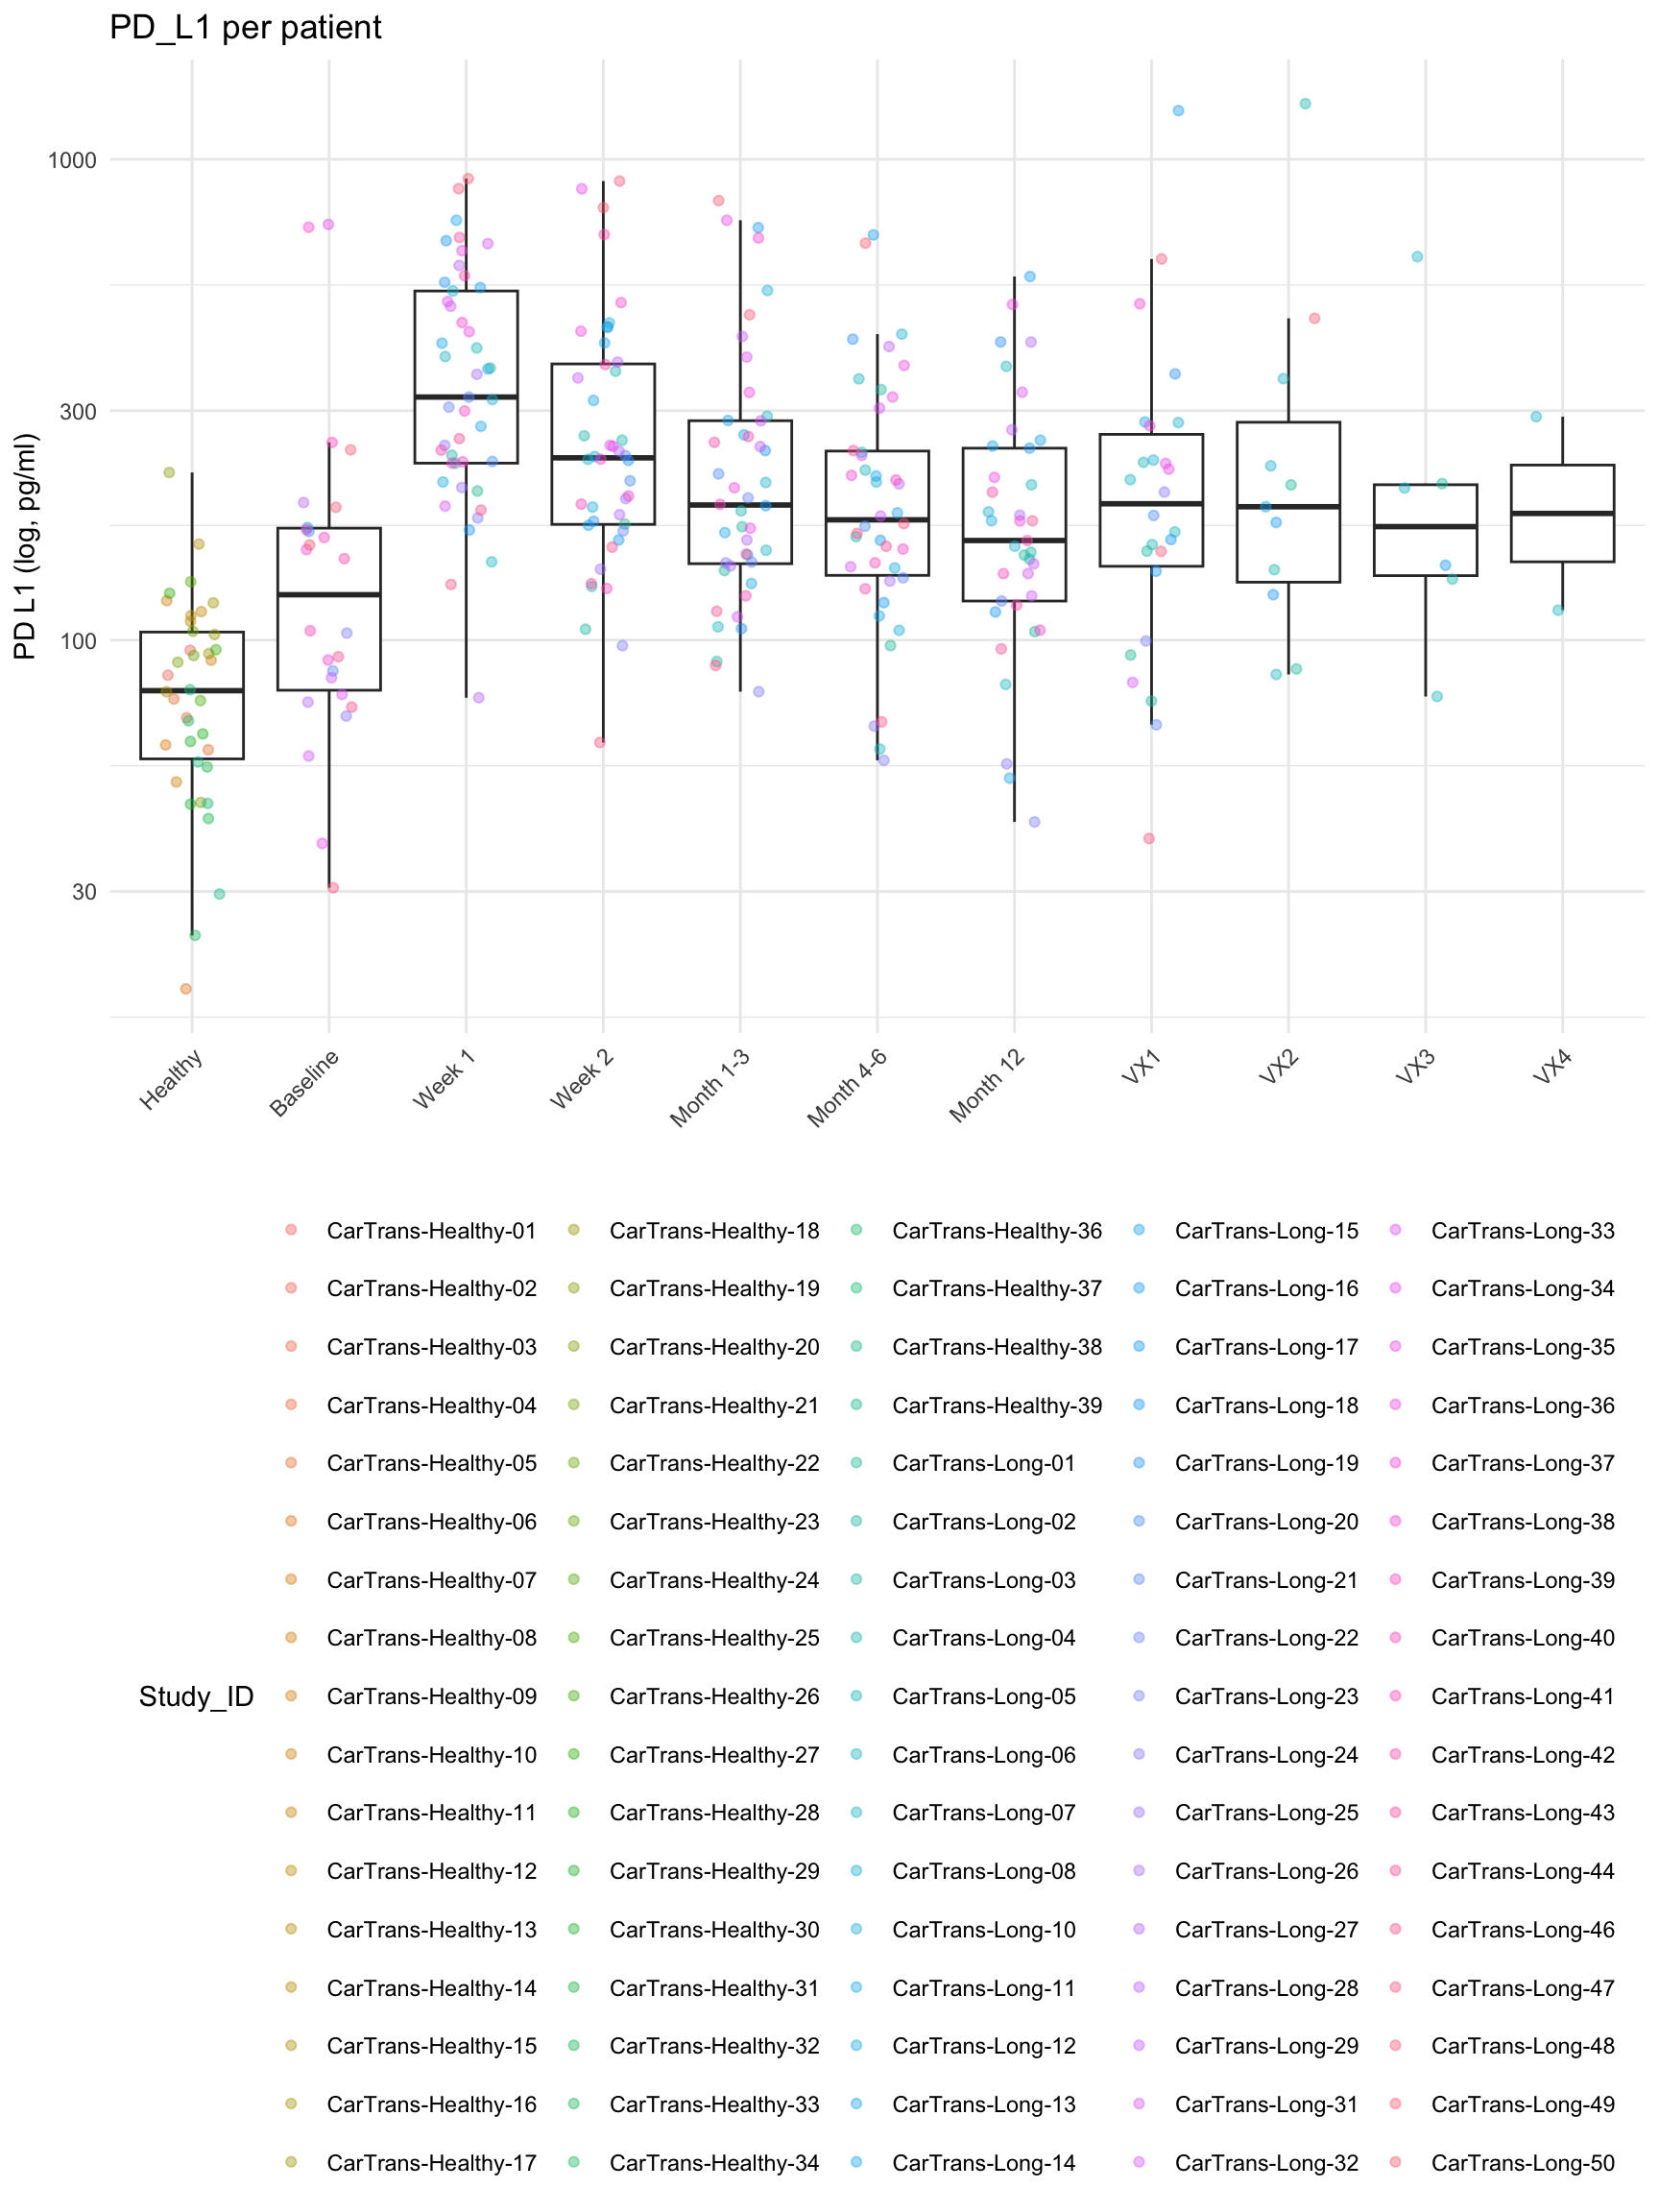 PD_L1 per patient
PD L1 (log, pg/ml)
1000
300
100
30
Healthy
Baseline
Week 1
Week 2
Month 1-3
Month 4-6
Month 12
VX1
VX2
VX3
VX4
Study_ID
CarTrans-Healthy-01
CarTrans-Healthy-02
CarTrans-Healthy-03
CarTrans-Healthy-04
CarTrans-Healthy-05
CarTrans-Healthy-06
CarTrans-Healthy-07
CarTrans-Healthy-08
CarTrans-Healthy-09
CarTrans-Healthy-10
CarTrans-Healthy-11
CarTrans-Healthy-12
CarTrans-Healthy-13
CarTrans-Healthy-14
CarTrans-Healthy-15
CarTrans-Healthy-16
CarTrans-Healthy-17
CarTrans-Healthy-18
CarTrans-Healthy-19
CarTrans-Healthy-20
CarTrans-Healthy-21
CarTrans-Healthy-22
CarTrans-Healthy-23
CarTrans-Healthy-24
CarTrans-Healthy-25
CarTrans-Healthy-26
CarTrans-Healthy-27
CarTrans-Healthy-28
CarTrans-Healthy-29
CarTrans-Healthy-30
CarTrans-Healthy-31
CarTrans-Healthy-32
CarTrans-Healthy-33
CarTrans-Healthy-34
CarTrans-Healthy-36
CarTrans-Healthy-37
CarTrans-Healthy-38
CarTrans-Healthy-39
CarTrans-Long-01
CarTrans-Long-02
CarTrans-Long-03
CarTrans-Long-04
CarTrans-Long-05
CarTrans-Long-06
CarTrans-Long-07
CarTrans-Long-08
CarTrans-Long-10
CarTrans-Long-11
CarTrans-Long-12
CarTrans-Long-13
CarTrans-Long-14
CarTrans-Long-15
CarTrans-Long-16
CarTrans-Long-17
CarTrans-Long-18
CarTrans-Long-19
CarTrans-Long-20
CarTrans-Long-21
CarTrans-Long-22
CarTrans-Long-23
CarTrans-Long-24
CarTrans-Long-25
CarTrans-Long-26
CarTrans-Long-27
CarTrans-Long-28
CarTrans-Long-29
CarTrans-Long-31
CarTrans-Long-32
CarTrans-Long-33
CarTrans-Long-34
CarTrans-Long-35
CarTrans-Long-36
CarTrans-Long-37
CarTrans-Long-38
CarTrans-Long-39
CarTrans-Long-40
CarTrans-Long-41
CarTrans-Long-42
CarTrans-Long-43
CarTrans-Long-44
CarTrans-Long-46
CarTrans-Long-47
CarTrans-Long-48
CarTrans-Long-49
CarTrans-Long-50